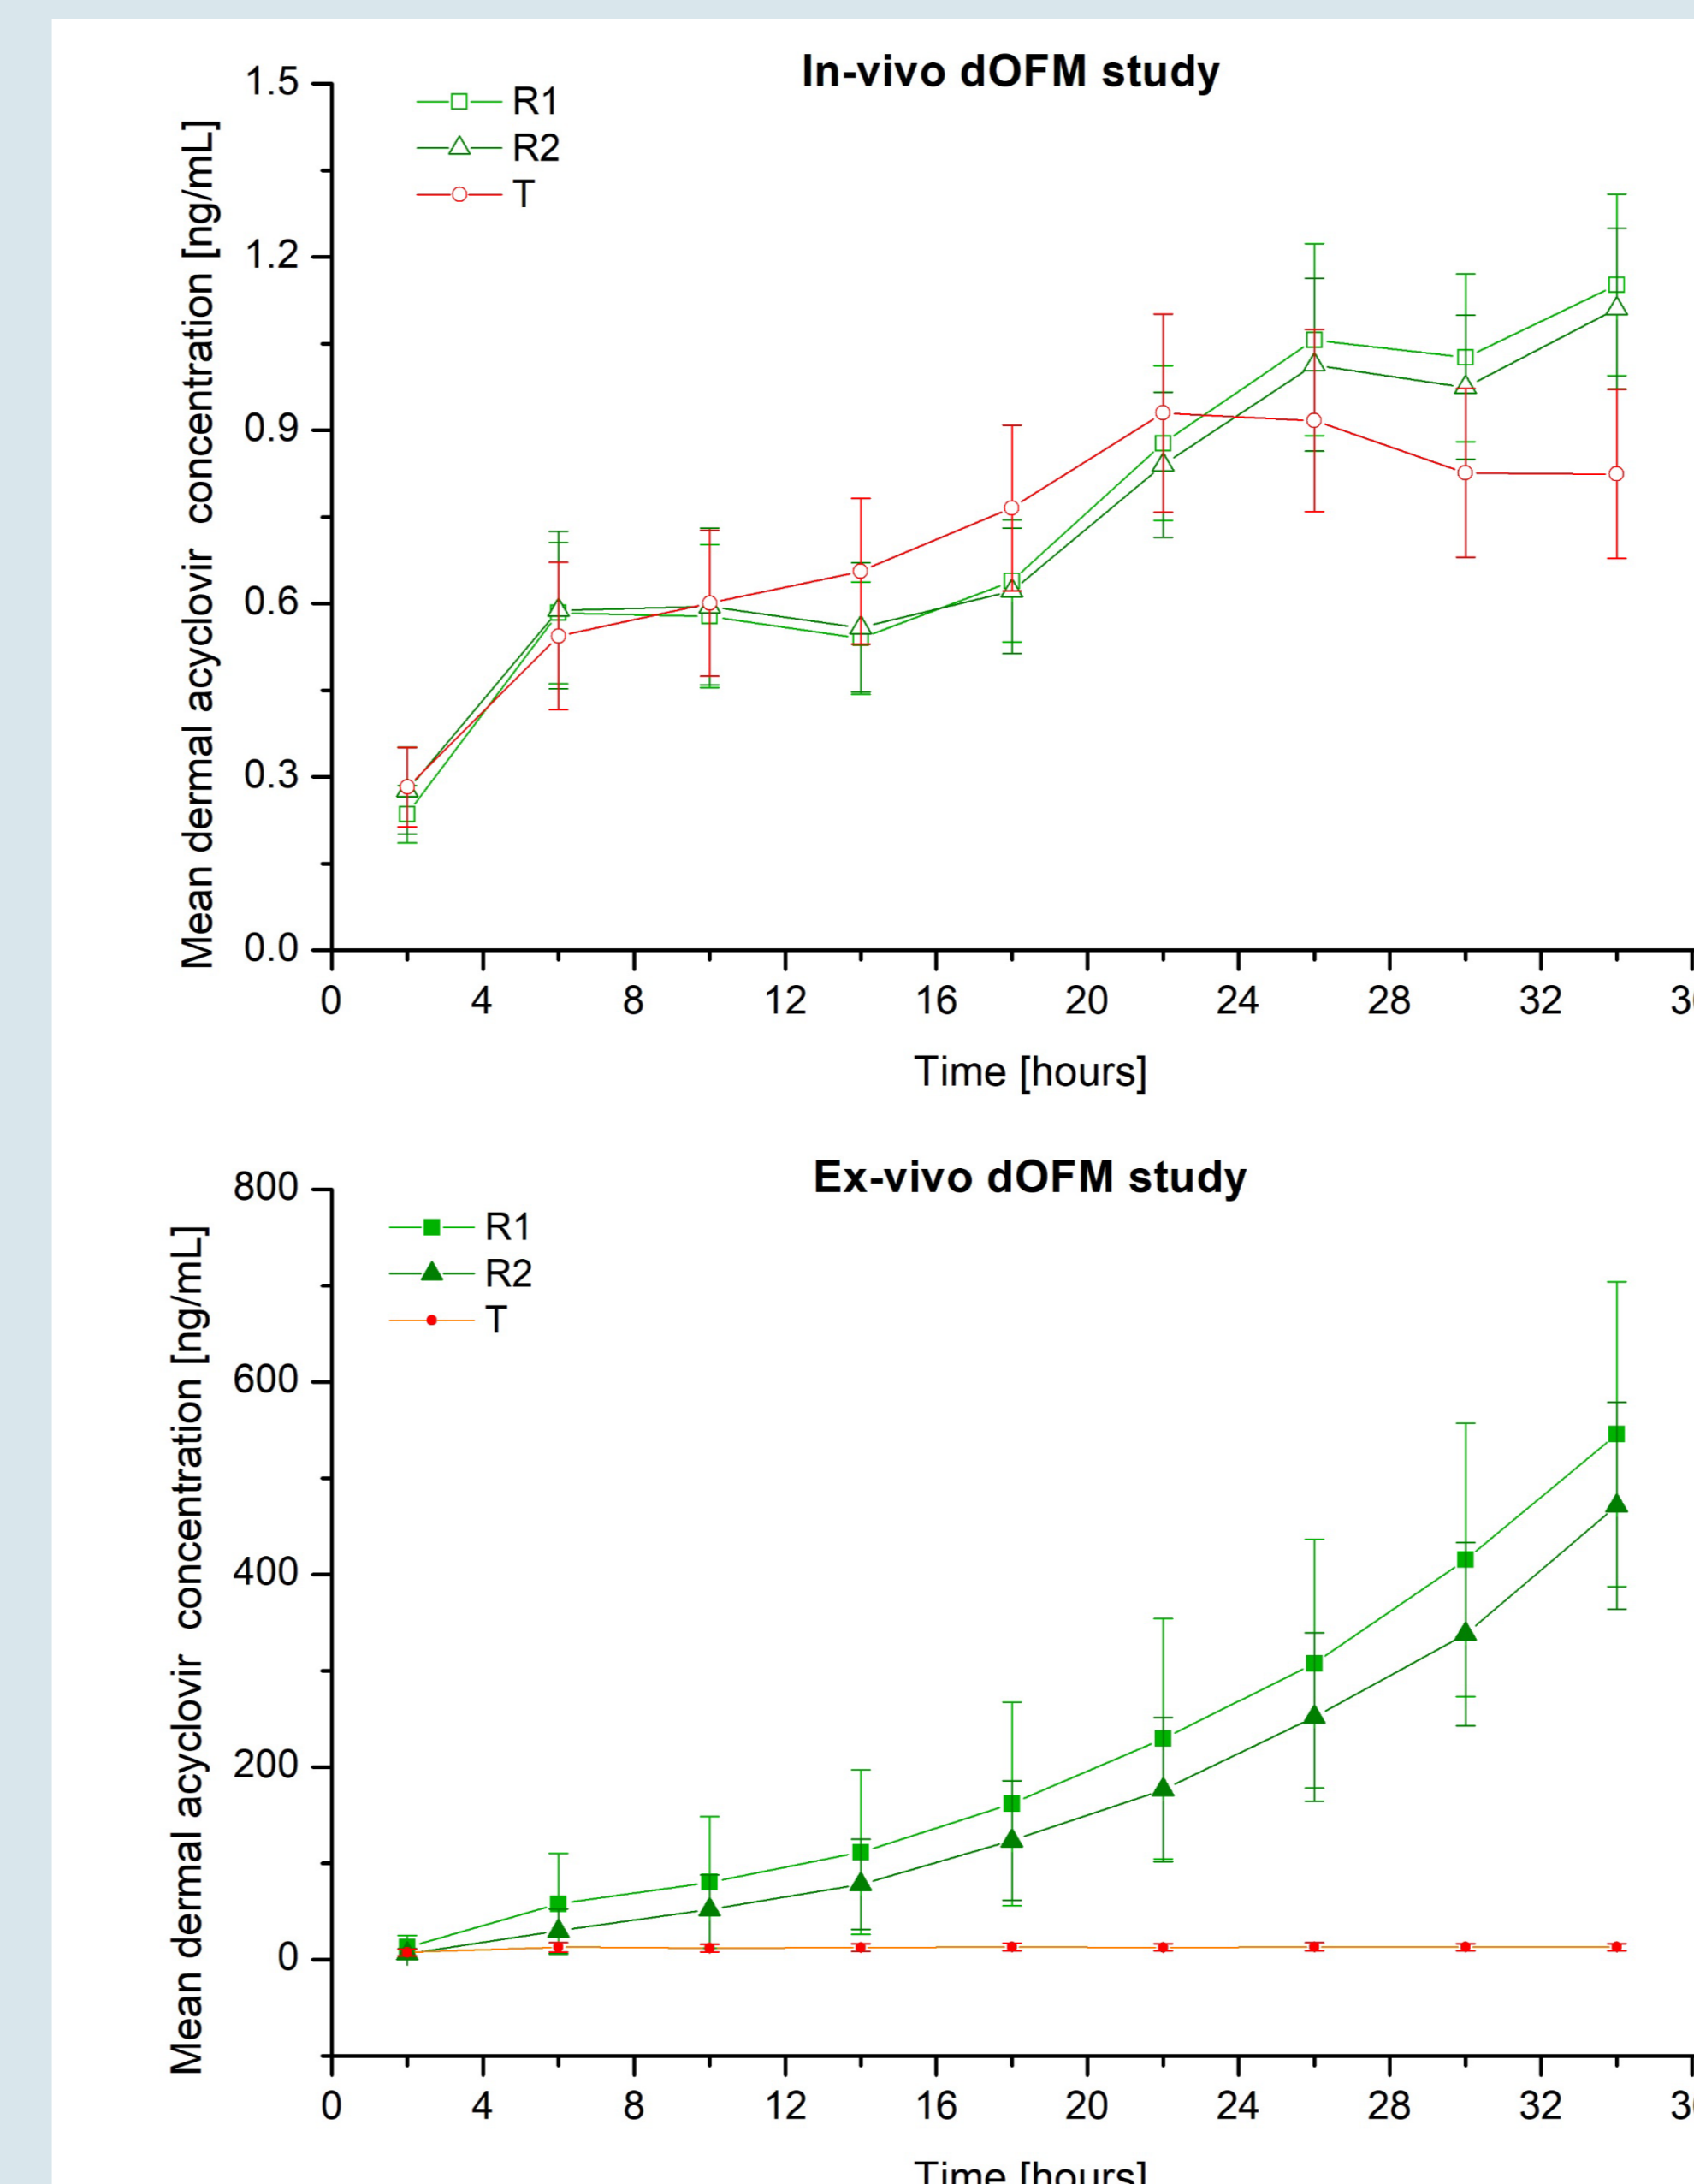 In-vivo dOFM study
R1
R2
T
Mean dermal acyclovir concentration [ng/mL]
1.5
1.2
0.9
0.6
0.3
0.0
0 4 8 12 16 20 24 28 32
Time [hours]
Ex-vivo dOFM study
R1
R2
T
Mean dermal acyclovir concentration [ng/mL]
800
600
400
200
0
0 4 8 12 16 20 24 28 32
Time [hours]